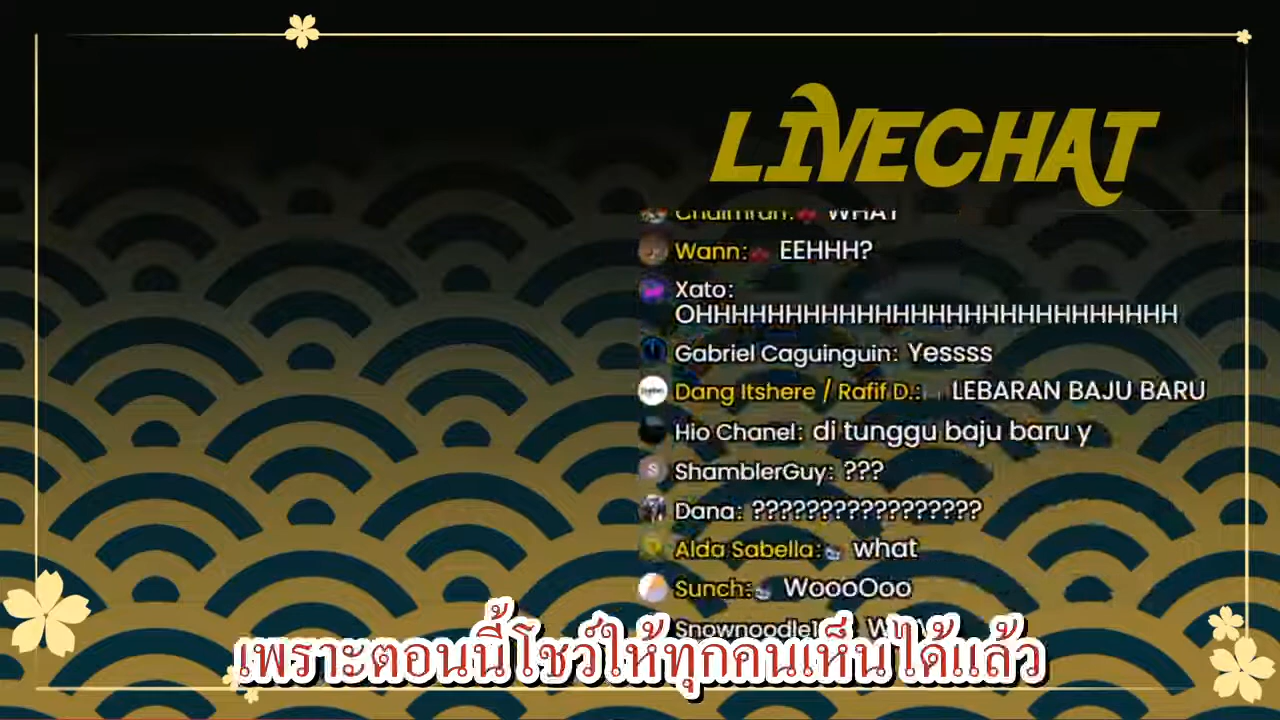 LIVECHAT
WHAT
Wann: EEHHH?
Xato:
OHHHHHHHHHHHHHHHHHHHHHHHHHHHH
Gabriel Caguinguin: Yessss
Dang Itshere / Rafif D.: LEBARAN BAJU BARU
Hio Chanel: di tunggu baju baru y
ShamblerGuy: ???
Dana: ?????????????????
Alda Sabella: what
Sunch: WoooOoo
เพราะตอนนี้โชว์ให้ทุกคนเห็นได้แล้ว